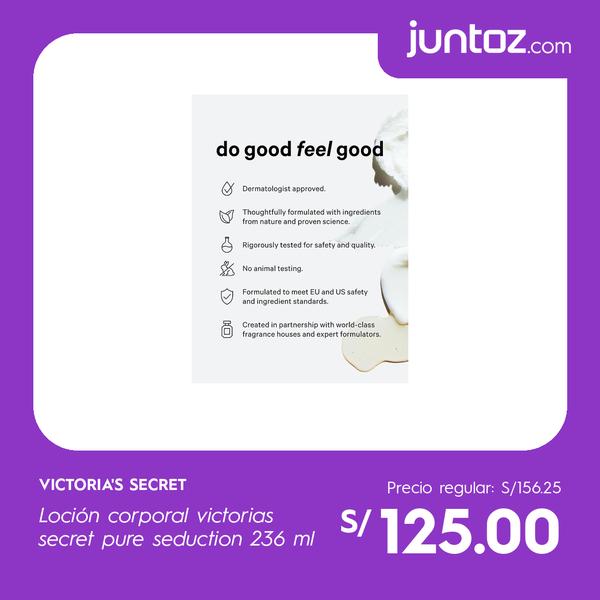 juntoz.com
do good feel good
Dermatologist approved.
Thoughtfully formulated with ingredients
from nature and proven science.
Rigorously tested for safety and quality.
No animal testing.
Formulated to meet EU and US safety
and ingredient standards.
Created in partnership with world-class
fragrance houses and expert formulators.
VICTORIA'S SECRET
Loción corporal victorias
secret pure seduction 236 ml
Precio regular: S/156.25
S/125.00